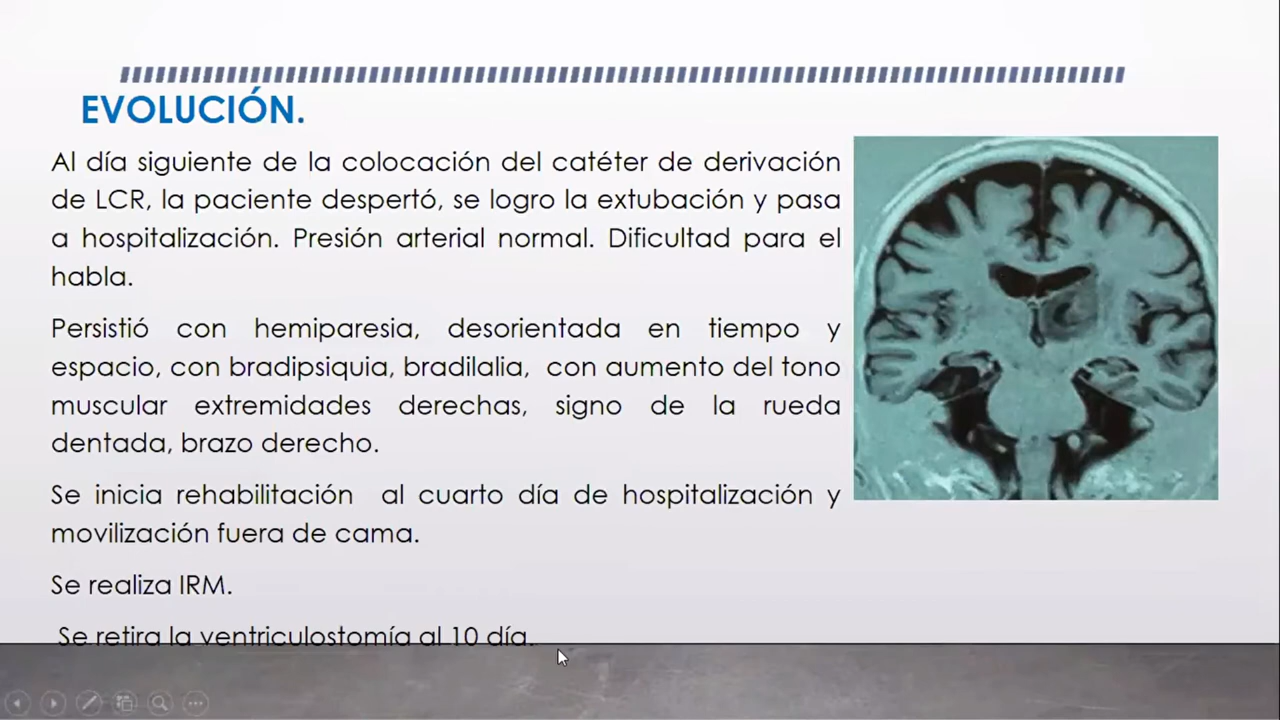 EVOLUCIÓN.
Al día siguiente de la colocación del catéter de derivación
de LCR, la paciente despertó, se logro la extubación y pasa
a hospitalización. Presión arterial normal. Dificultad para el
habla.
Persistió con hemiparesia, desorientada en tiempo y
espacio, con bradipsiquia, bradilalia, con aumento del tono
muscular extremidades derechas, signo de la rueda
dentada, brazo derecho.
Se inicia rehabilitación al cuarto día de hospitalización y
movilización fuera de cama.
Se realiza IRM.
Se retira la ventriculostomía al 10 día.